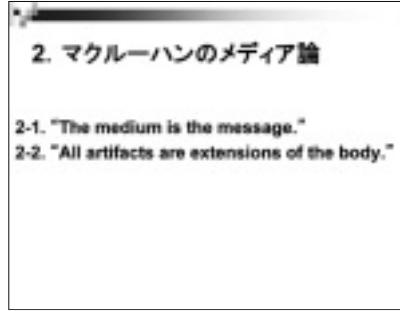 2. マクルーハンのメディア論
2-1. "The medium is the message."
2-2. "All artifacts are extensions of the body."